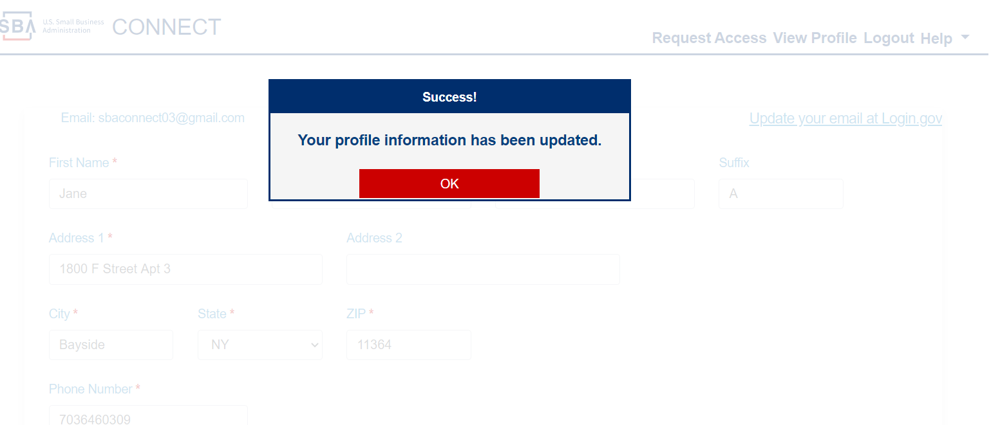 SBA U.S. Small Business Administration CONNECT
Request Access View Profile Logout Help
Success!
Email: sbaconnect03@gmail.com
Update your email at Login.gov
Your profile information has been updated.
First Name *
Suffix
OK
Jane
A
Address 1 *
Address 2
1800 F Street Apt 3
City *
State *
ZIP *
Bayside
NY
11364
Phone Number *
7036460309